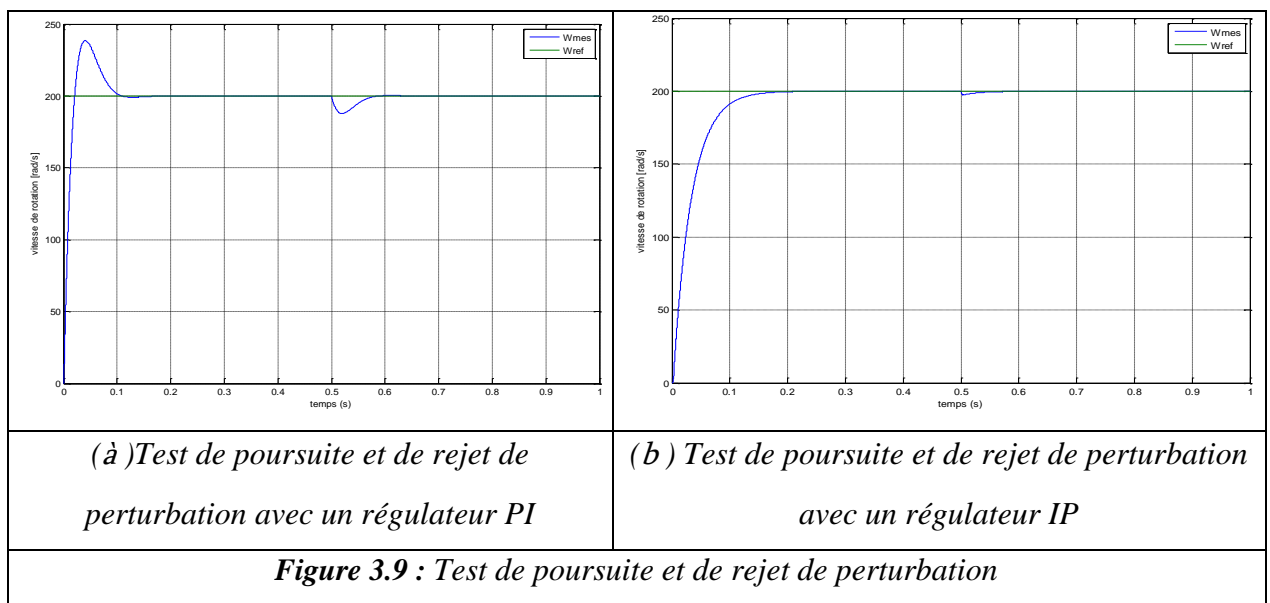 250
200
150
100
50
0
vitesse de rotation [rad/s]
Wmes
Wref
0 0.1 0.2 0.3 0.4 0.5 0.6 0.7 0.8 0.9 1
temps (s)
250
200
150
100
50
0
vitesse de rotation [rad/s]
Wmes
Wref
0 0.1 0.2 0.3 0.4 0.5 0.6 0.7 0.8 0.9 1
temps (s)
(à )Test de poursuite et de rejet de
perturbation avec un régulateur PI
(b ) Test de poursuite et de rejet de perturbation
avec un régulateur IP
Figure 3.9 : Test de poursuite et de rejet de perturbation